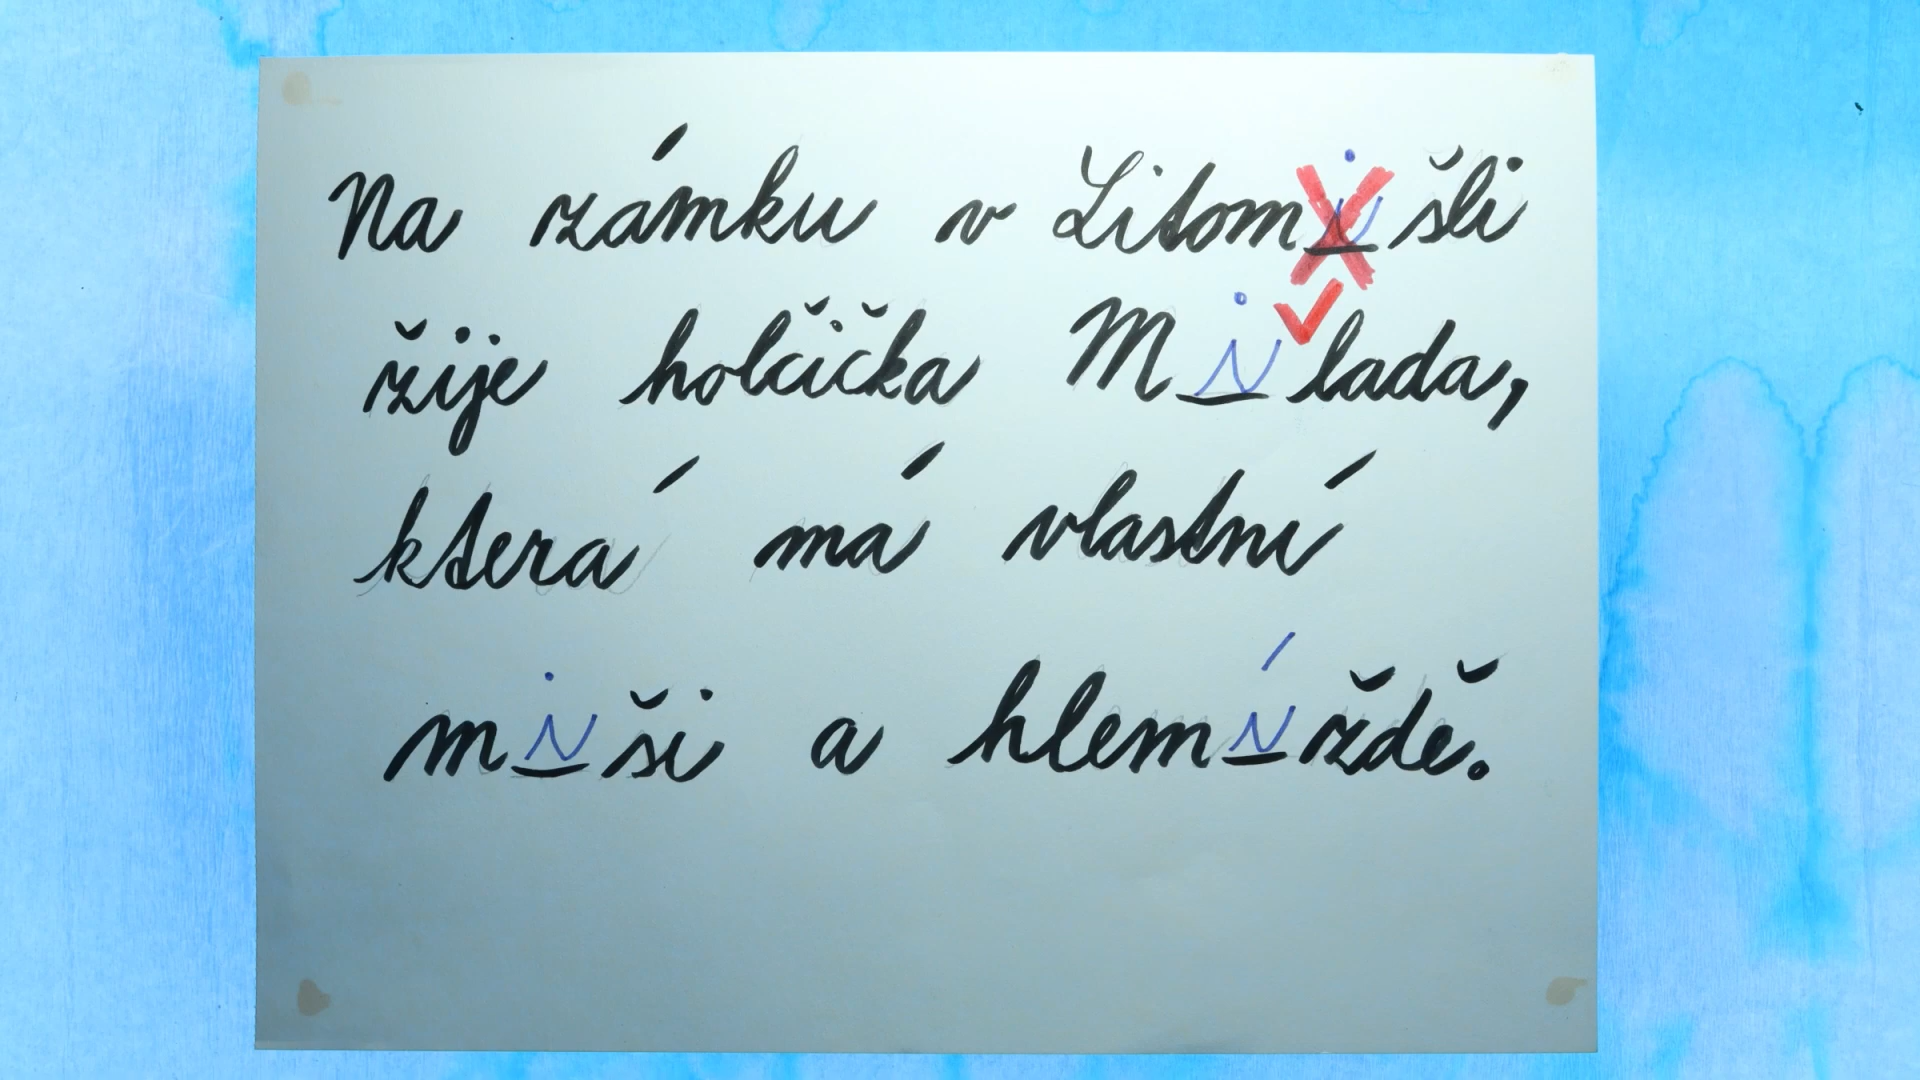 Na zámku v Litomišli
žije holčička Milada,
která má vlastní
miši a hlemíždě.